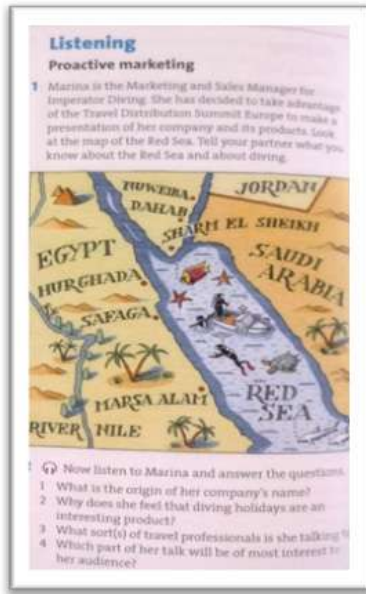 Listening
Proactive marketing
1 Marina is the Marketing and Sales Manager for
Imperator Diving. She has decided to take advantage
of the Travel Distribution Summit Europe to make a
presentation of her company and its products. Look
at the map of the Red Sea. Tell your partner what you
know about the Red Sea and about diving.
NUWEIBA
JORDAN
DAHAB
SHARM EL SHEIKH
EGYPT
SAUDI
ARABIA
HURGHADA
SAFAGA
MARSA ALAM
RED
SEA
RIVER NILE
Now listen to Marina and answer the questions
1 What is the origin of her company's name?
2 Why does she feel that diving holidays are an
interesting product?
3 What sort(s) of travel professionals is she talking
4 Which part of her talk will be of most interest to
her audience?